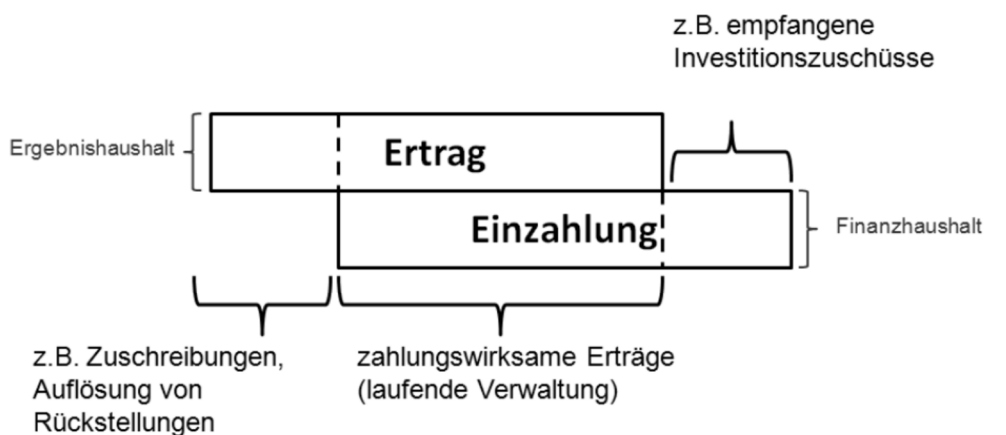 z.B. empfangene
Investitionszuschüsse
Ergebnishaushalt
Ertrag
Einzahlung
Finanzhaushalt
z.B. Zuschreibungen,
Auflösung von
Rückstellungen
zahlungswirksame Erträge
(laufende Verwaltung)